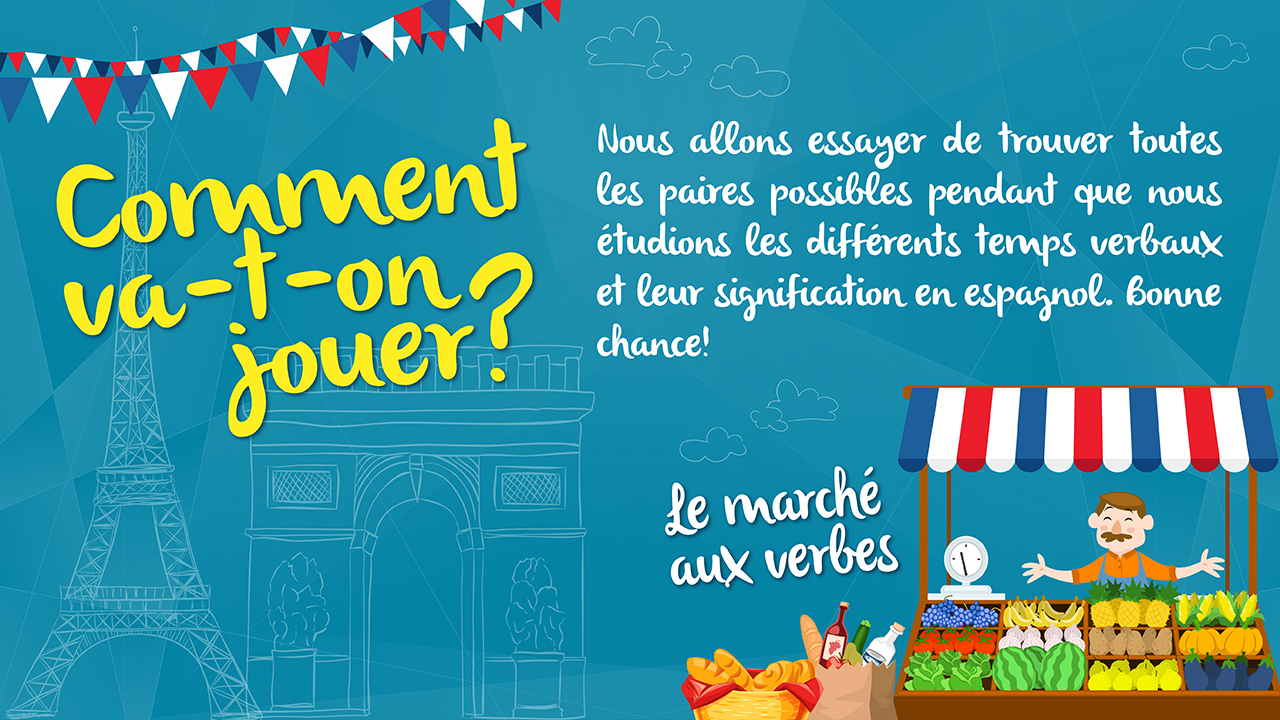 Comment
va-t-on
jouer?
Nous allons essayer de trouver toutes
les paires possibles pendant que nous
étudions les différents temps verbaux
et leur signification en espagnol. Bonne
chance!
Le marché
aux verbes